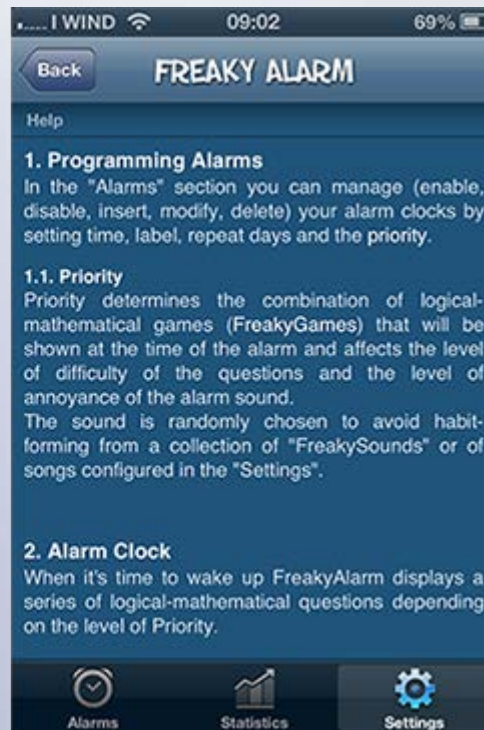 I WIND 09:02 69%
Back FREAKY ALARM
Help
1. Programming Alarms
In the "Alarms" section you can manage (enable,
disable, insert, modify, delete) your alarm clocks by
setting time, label, repeat days and the priority.
1.1. Priority
Priority determines the combination of logical-
mathematical games (FreakyGames) that will be
shown at the time of the alarm and affects the level
of difficulty of the questions and the level of
annoyance of the alarm sound.
The sound is randomly chosen to avoid habit-
forming from a collection of "FreakySounds" or of
songs configured in the "Settings".
2. Alarm Clock
When it's time to wake up FreakyAlarm displays a
series of logical-mathematical questions depending
on the level of Priority.
Alarms Statistics Settings